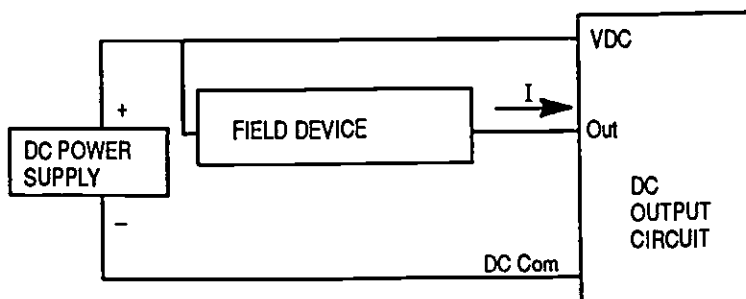 VDC
I
+
FIELD DEVICE
Out
DC POWER
SUPPLY
DC
OUTPUT
CIRCUIT
–
DC Com